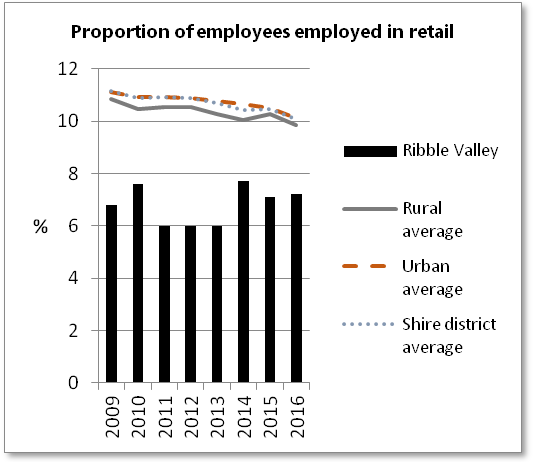 Proportion of employees employed in retail
12
10
8
6
4
2
0
%
2009
2010
2011
2012
2013
2014
2015
2016
Ribble Valley
Rural
average
Urban
average
Shire district
average